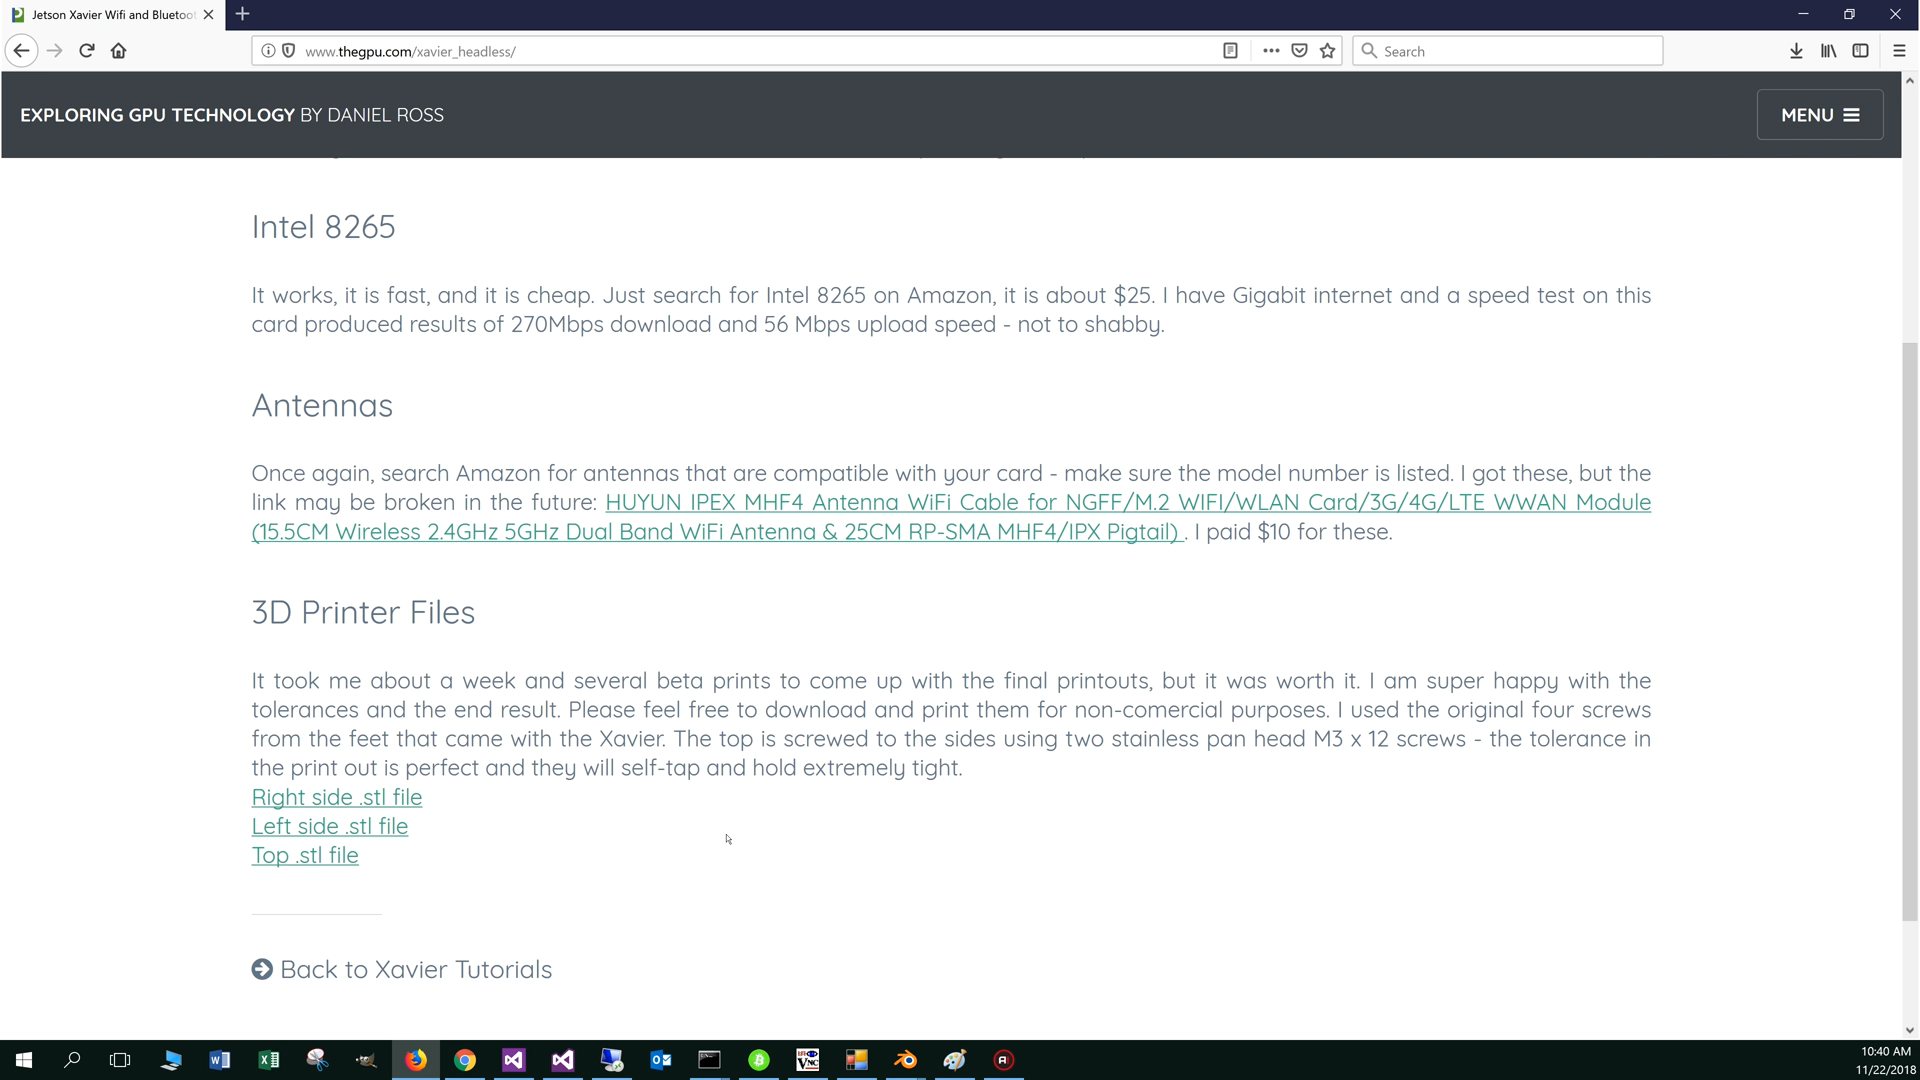 Jetson Xavier Wifi and Bluetoo
www.thegpu.com/xavier_headless/
Search
EXPLORING GPU TECHNOLOGY BY DANIEL ROSS
MENU
Intel 8265
It works, it is fast, and it is cheap. Just search for Intel 8265 on Amazon, it is about $25. I have Gigabit internet and a speed test on this
card produced results of 270Mbps download and 56 Mbps upload speed - not to shabby.
Antennas
Once again, search Amazon for antennas that are compatible with your card - make sure the model number is listed. I got these, but the
link may be broken in the future: HUYUN IPEX MHF4 Antenna WiFi Cable for NGFF/M.2 WIFI/WLAN Card/3G/4G/LTE WWAN Module
(15.5CM Wireless 2.4GHz 5GHz Dual Band WiFi Antenna & 25CM RP-SMA MHF4/IPX Pigtail) . I paid $10 for these.
3D Printer Files
It took me about a week and several beta prints to come up with the final printouts, but it was worth it. I am super happy with the
tolerances and the end result. Please feel free to download and print them for non-comercial purposes. I used the original four screws
from the feet that came with the Xavier. The top is screwed to the sides using two stainless pan head M3 x 12 screws - the tolerance in
the print out is perfect and they will self-tap and hold extremely tight.
Right side .stl file
Left side .stl file
Top .stl file
Back to Xavier Tutorials
10:40 AM
11/22/2018